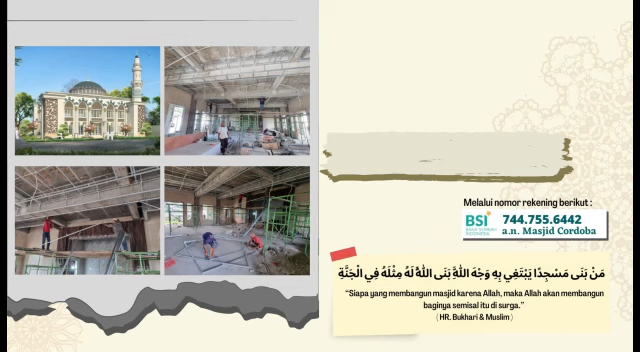 Melalui nomor rekening berikut :
BSI
BANK SYARIAH
INDONESIA
744.755.6442
a.n. Masjid Cordoba
مَنْ بَنَى مَسْجِدًا يَبْتَغِي بِهِ وَجْهَ اللَّهِ بَنَى اللَّهُ لَهُ مِثْلَهُ فِي الْجَنَّةِ
“Siapa yang membangun masjid karena Allah, maka Allah akan membangun
baginya semisal itu di surga.”
( HR. Bukhari & Muslim )